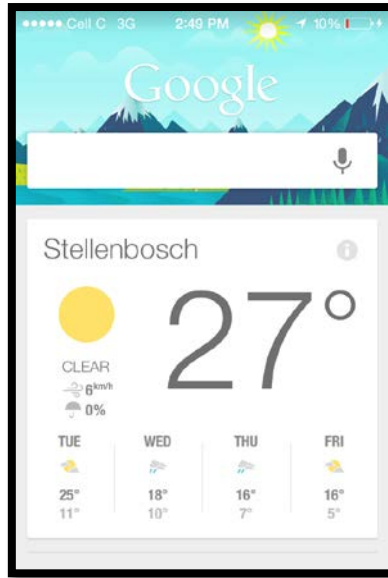 Cell C 3G 2:49 PM 10%
Google
Stellenbosch
27°
CLEAR
6km/h
0%
TUE WED THU FRI
25° 18° 16° 16°
11° 10° 7° 5°